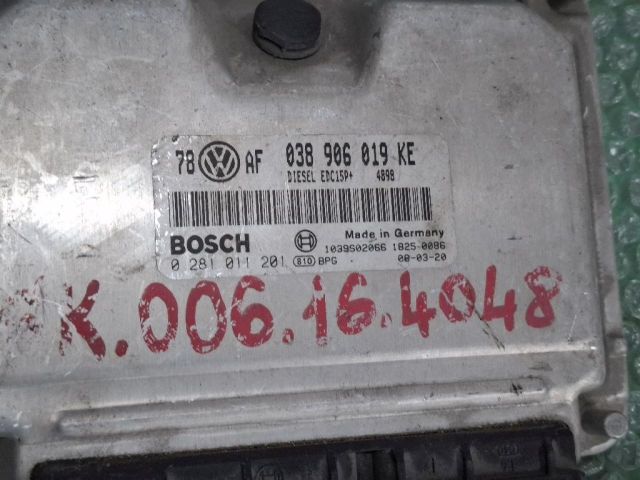 78 AF 038 906 019 KE
DIESEL EDC15P+ 4898
BOSCH Made in Germany
1039S02066 1825-0086
0 281 011 201 810 BPG 08-03-20
K.006.16.4048